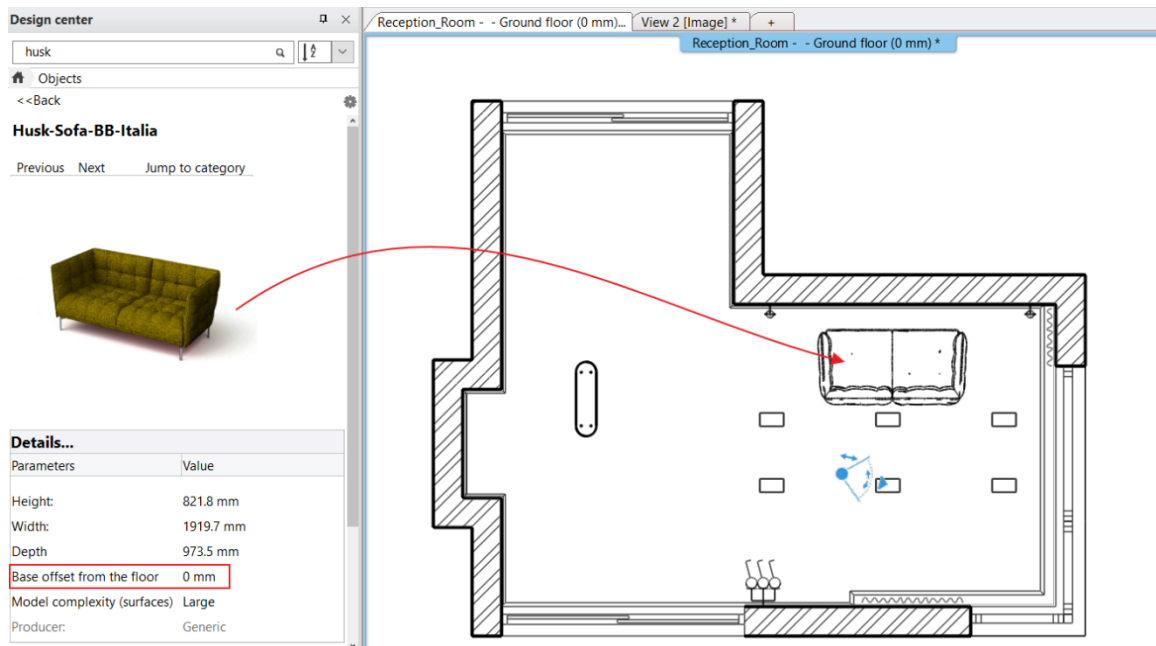 Design center
husk
Objects
<<Back
Husk-Sofa-BB-Italia
Previous Next Jump to category
Details...
Parameters Value
Height: 821.8 mm
Width: 1919.7 mm
Depth 973.5 mm
Base offset from the floor 0 mm
Model complexity (surfaces) Large
Producer: Generic
Reception_Room - - Ground floor (0 mm)... View 2 [Image] * +
Reception_Room - - Ground floor (0 mm) *